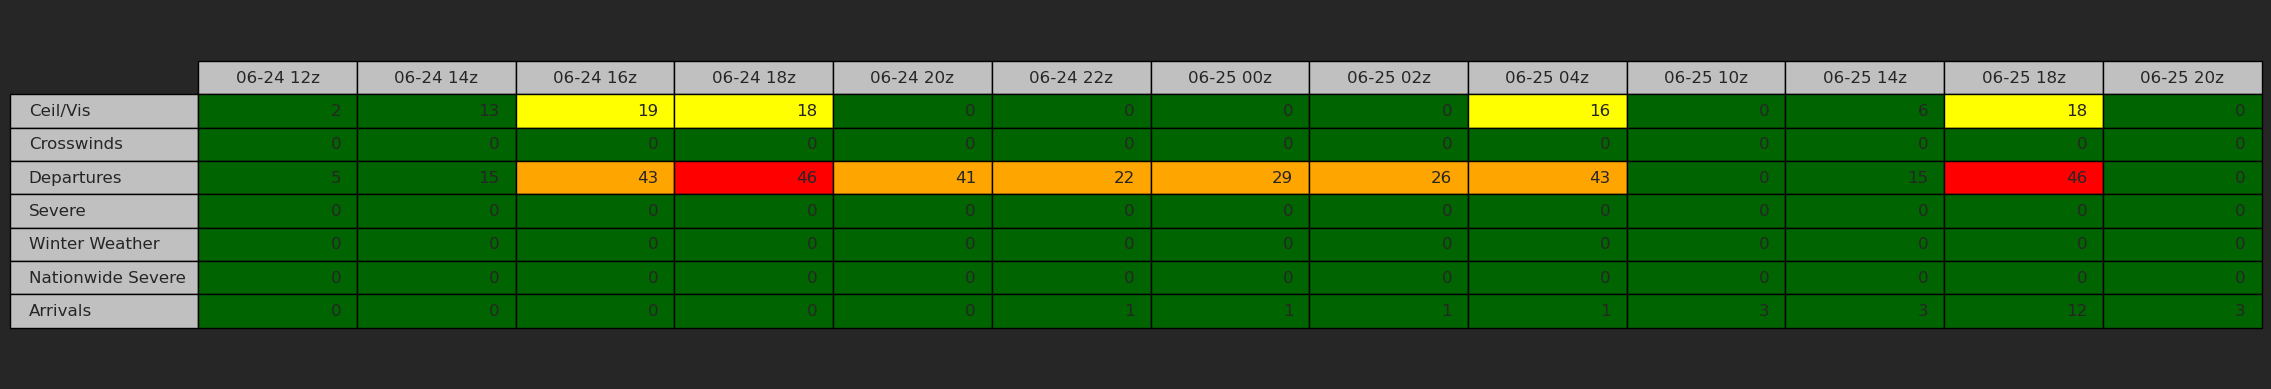 06-24 12z 06-24 14z 06-24 16z 06-24 18z 06-24 20z 06-24 22z 06-25 00z 06-25 02z 06-25 04z 06-25 10z 06-25 14z 06-25 18z 06-25 20z
Ceil/Vis 2 13 19 18 0 0 0 0 16 0 6 18 0
Crosswinds 0 0 0 0 0 0 0 0 0 0 0 0 0
Departures 5 15 43 46 41 22 29 26 43 0 15 46 0
Severe 0 0 0 0 0 0 0 0 0 0 0 0 0
Winter Weather 0 0 0 0 0 0 0 0 0 0 0 0 0
Nationwide Severe 0 0 0 0 0 0 0 0 0 0 0 0 0
Arrivals 0 0 0 0 0 1 1 1 1 3 3 12 3